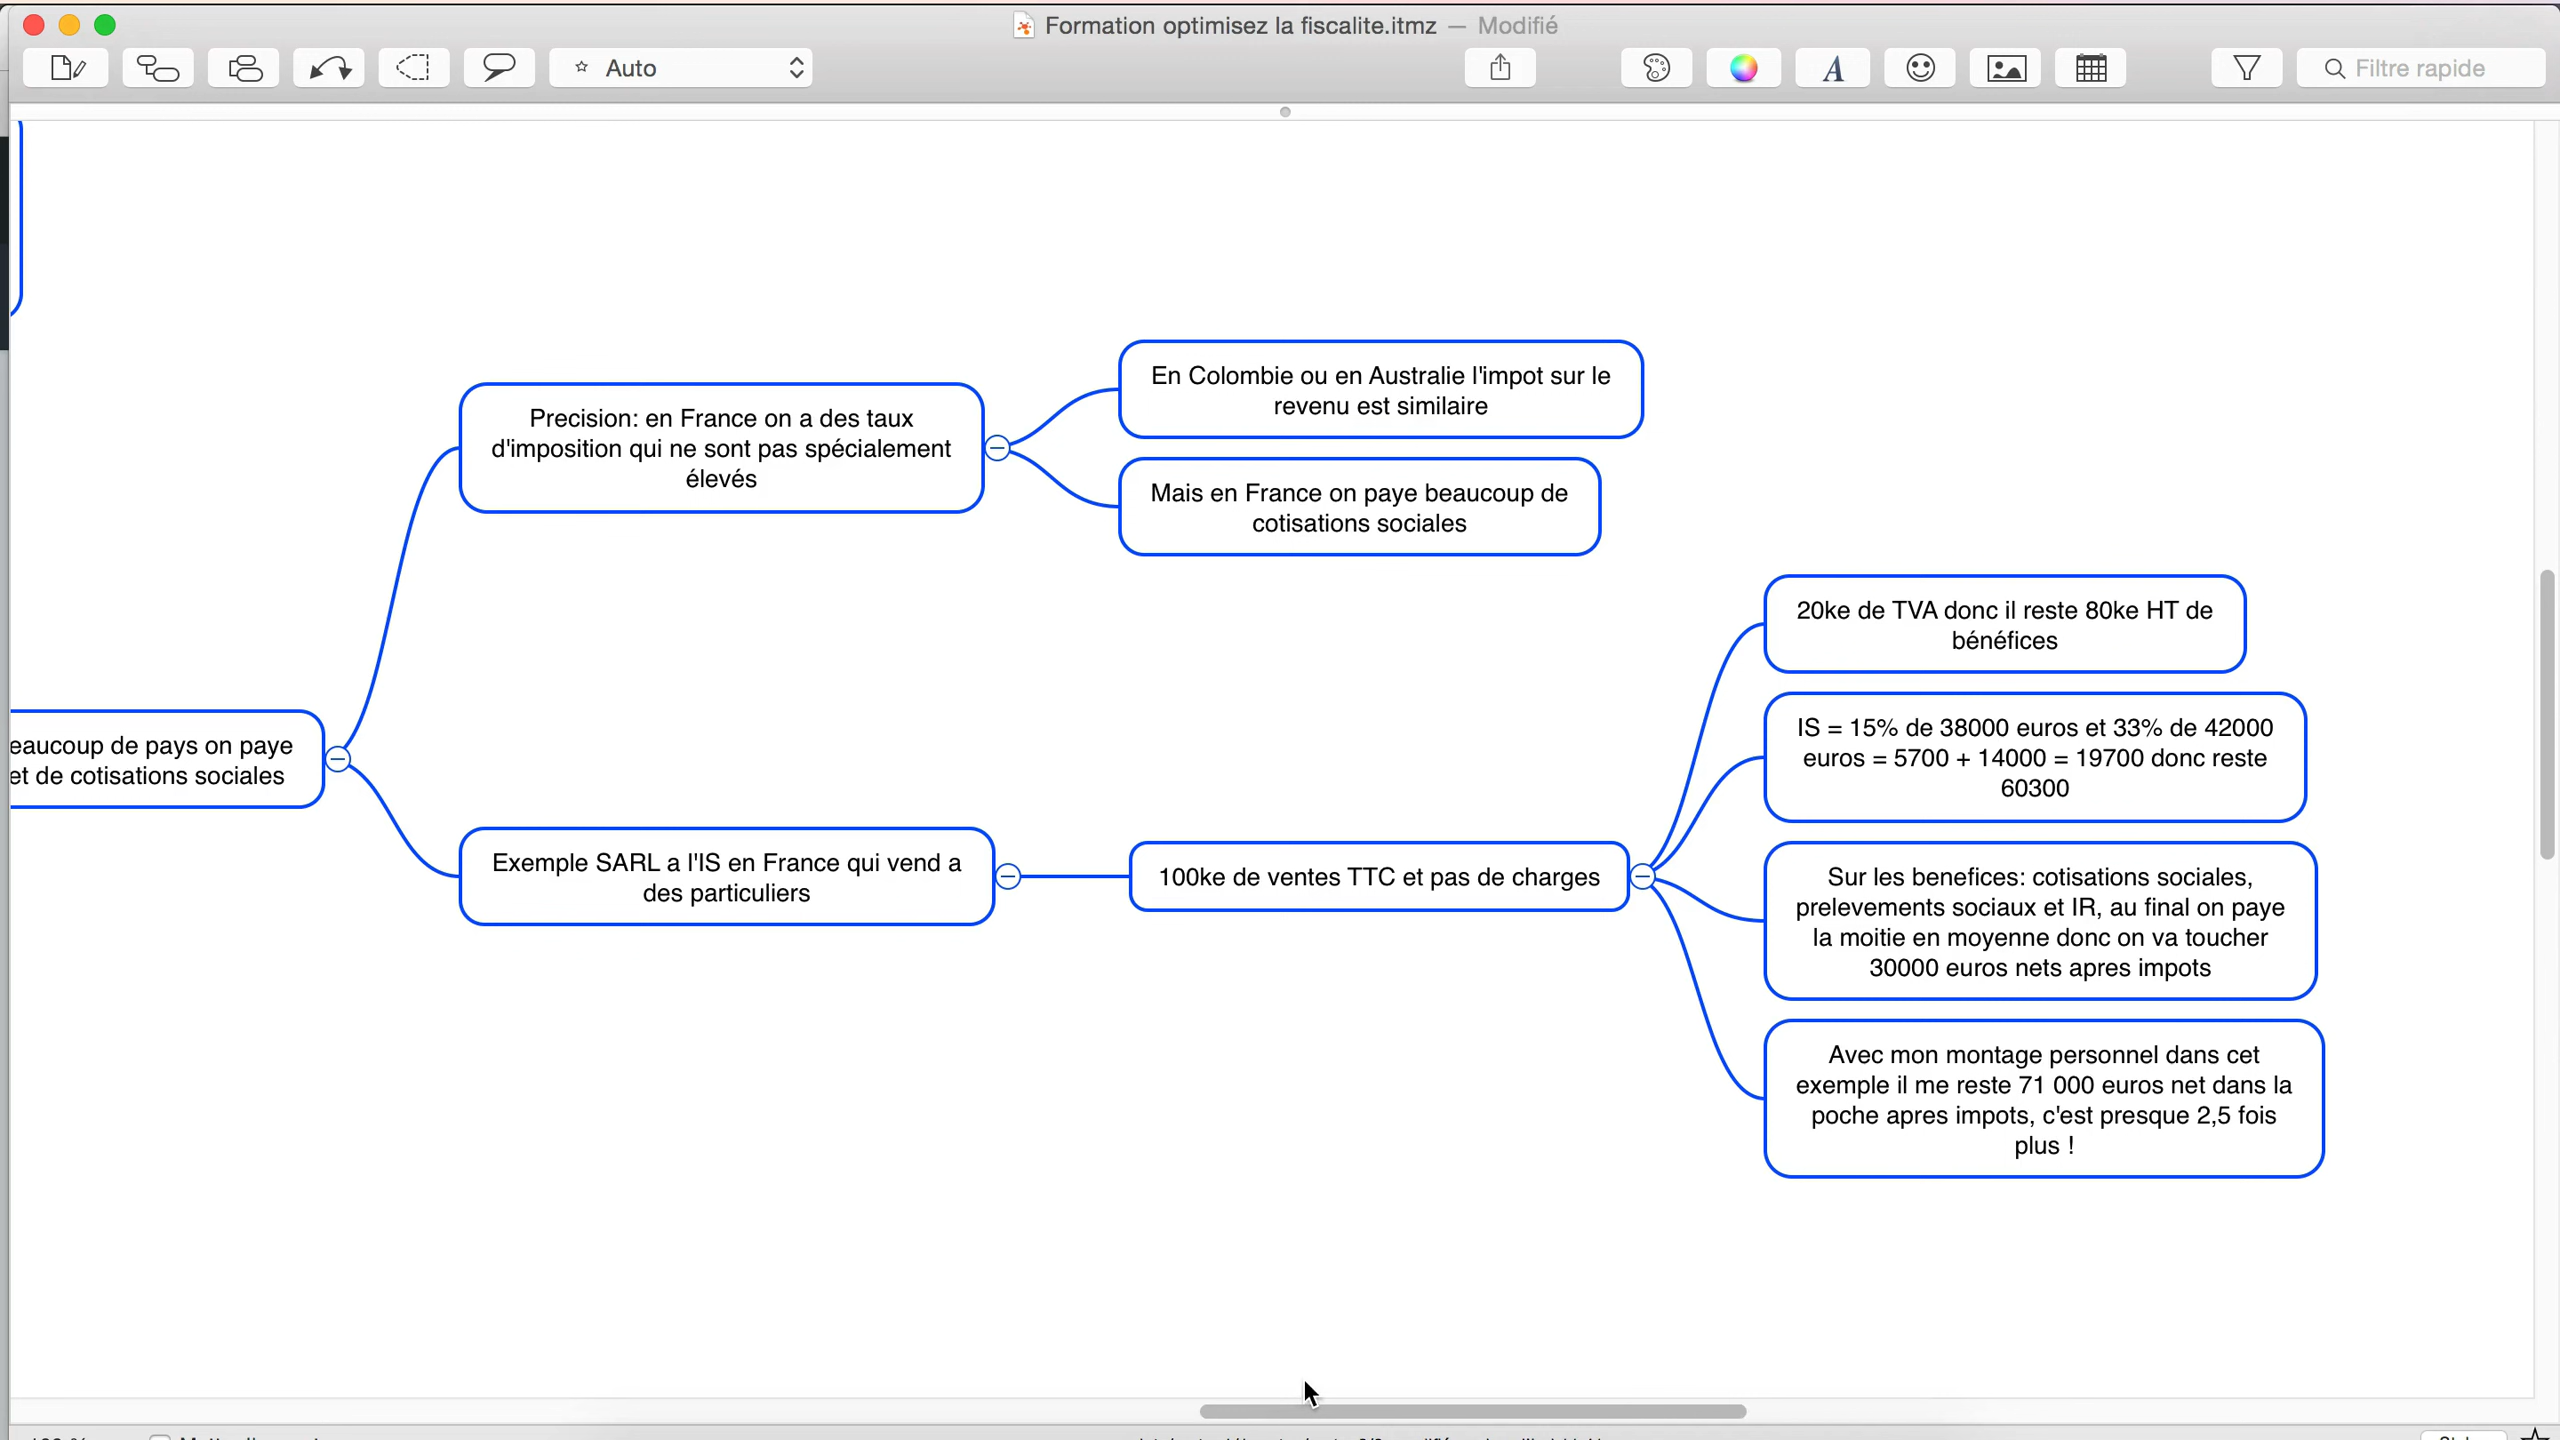 Formation optimisez la fiscalite.itmz — Modifié
Auto
Filtre rapide
En Colombie ou en Australie l'impot sur le
revenu est similaire
Precision: en France on a des taux
d'imposition qui ne sont pas spécialement
élevés
Mais en France on paye beaucoup de
cotisations sociales
20ke de TVA donc il reste 80ke HT de
bénéfices
IS = 15% de 38000 euros et 33% de 42000
euros = 5700 + 14000 = 19700 donc reste
60300
eaucoup de pays on paye
et de cotisations sociales
Exemple SARL a l'IS en France qui vend a
des particuliers
100ke de ventes TTC et pas de charges
Sur les benefices: cotisations sociales,
prelevements sociaux et IR, au final on paye
la moitie en moyenne donc on va toucher
30000 euros nets apres impots
Avec mon montage personnel dans cet
exemple il me reste 71 000 euros net dans la
poche apres impots, c'est presque 2,5 fois
plus !